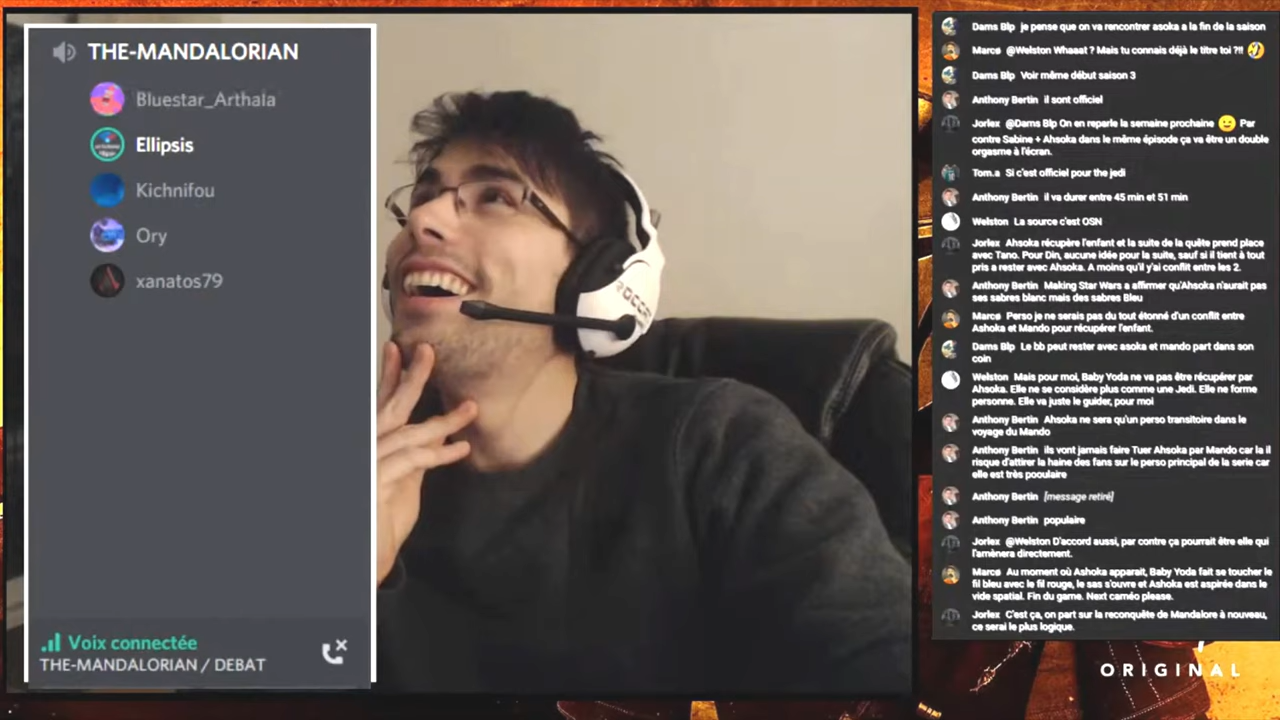 THE-MANDALORIAN
Bluestar_Arthala
Ellipsis
Kichnifou
Ory
xanatos79
Voix connectée
THE-MANDALORIAN / DEBAT
ROCCAT
Dams Blp je pense que on va rencontrer asoka a la fin de la saison
Marcø @Welston Whaaat ? Mais tu connais déjà le titre toi ?!! 🤣
Dams Blp Voir même début saison 3
Anthony Bertin il sont officiel
Jorlex @Dams Blp On en reparle la semaine prochaine 😉 Par
contre Sabine + Ahsoka dans le même épisode ça va être un double
orgasme à l'écran.
Tom.a Si c'est officiel pour the jedi
Anthony Bertin il va durer entre 45 min et 51 min
Welston La source c'est OSN
Jorlex Ahsoka récupère l'enfant et la suite de la quête prend place
avec Tano. Pour Din, aucune idée pour la suite, sauf si il tient à tout
pris a rester avec Ahsoka. A moins qu'il y'ai conflit entre les 2.
Anthony Bertin Making Star Wars a affirmer qu'Ahsoka n'aurait pas
ses sabres blanc mais des sabres Bleu
Marcø Perso je ne serais pas du tout étonné d'un conflit entre
Ashoka et Mando pour récupérer l'enfant.
Dams Blp Le bb peut rester avec asoka et mando part dans son
coin
Welston Mais pour moi, Baby Yoda ne va pas être récupéré par
Ahsoka. Elle ne se considère plus comme une Jedi. Elle ne forme
personne. Elle va juste le guider, pour moi
Anthony Bertin Ahsoka ne sera qu'un perso transitoire dans le
voyage du Mando
Anthony Bertin ils vont jamais faire Tuer Ahsoka par Mando car la il
risque d'attirer la haine des fans sur le perso principal de la serie car
elle est très pooulaire
Anthony Bertin [message retiré]
Anthony Bertin populaire
Jorlex @Welston D'accord aussi, par contre ça pourrait être elle qui
l'amènera directement.
Marcø Au moment où Ashoka apparait, Baby Yoda fait se toucher le
fil bleu avec le fil rouge, le sas s'ouvre et Ashoka est aspirée dans le
vide spatial. Fin du game. Next caméo please.
Jorlex C'est ça, on part sur la reconquête de Mandalore à nouveau,
ce serai le plus logique.
ORIGINAL